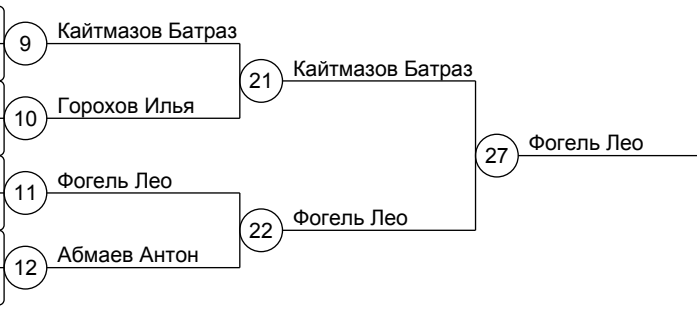 9 Кайтмазов Батраз
21 Кайтмазов Батраз
10 Горохов Илья
27 Фогель Лео
11 Фогель Лео
22 Фогель Лео
12 Абмаев Антон